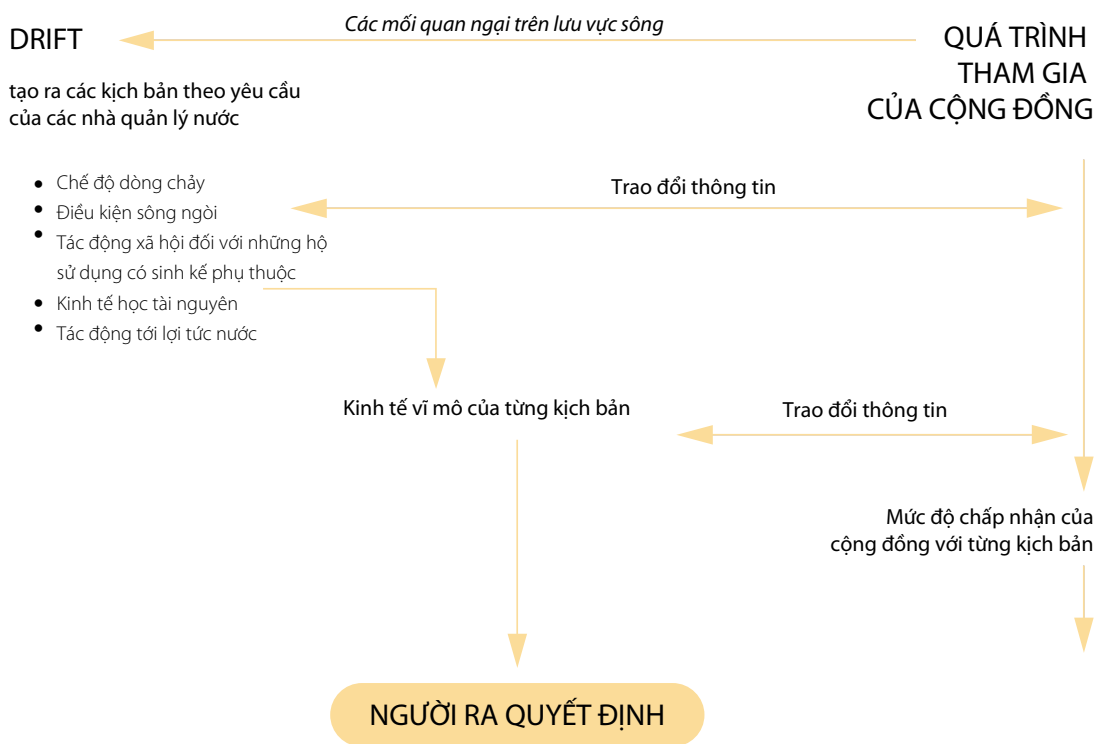 DRIFT
Các mối quan ngại trên lưu vực sông
QUÁ TRÌNH
THAM GIA
CỦA CỘNG ĐỒNG
tạo ra các kịch bản theo yêu cầu
của các nhà quản lý nước
• Chế độ dòng chảy
• Điều kiện sông ngòi
• Tác động xã hội đối với những hộ
sử dụng có sinh kế phụ thuộc
• Kinh tế học tài nguyên
• Tác động tới lợi tức nước
Trao đổi thông tin
Kinh tế vĩ mô của từng kịch bản
Trao đổi thông tin
Mức độ chấp nhận của
cộng đồng với từng kịch bản
NGƯỜI RA QUYẾT ĐỊNH